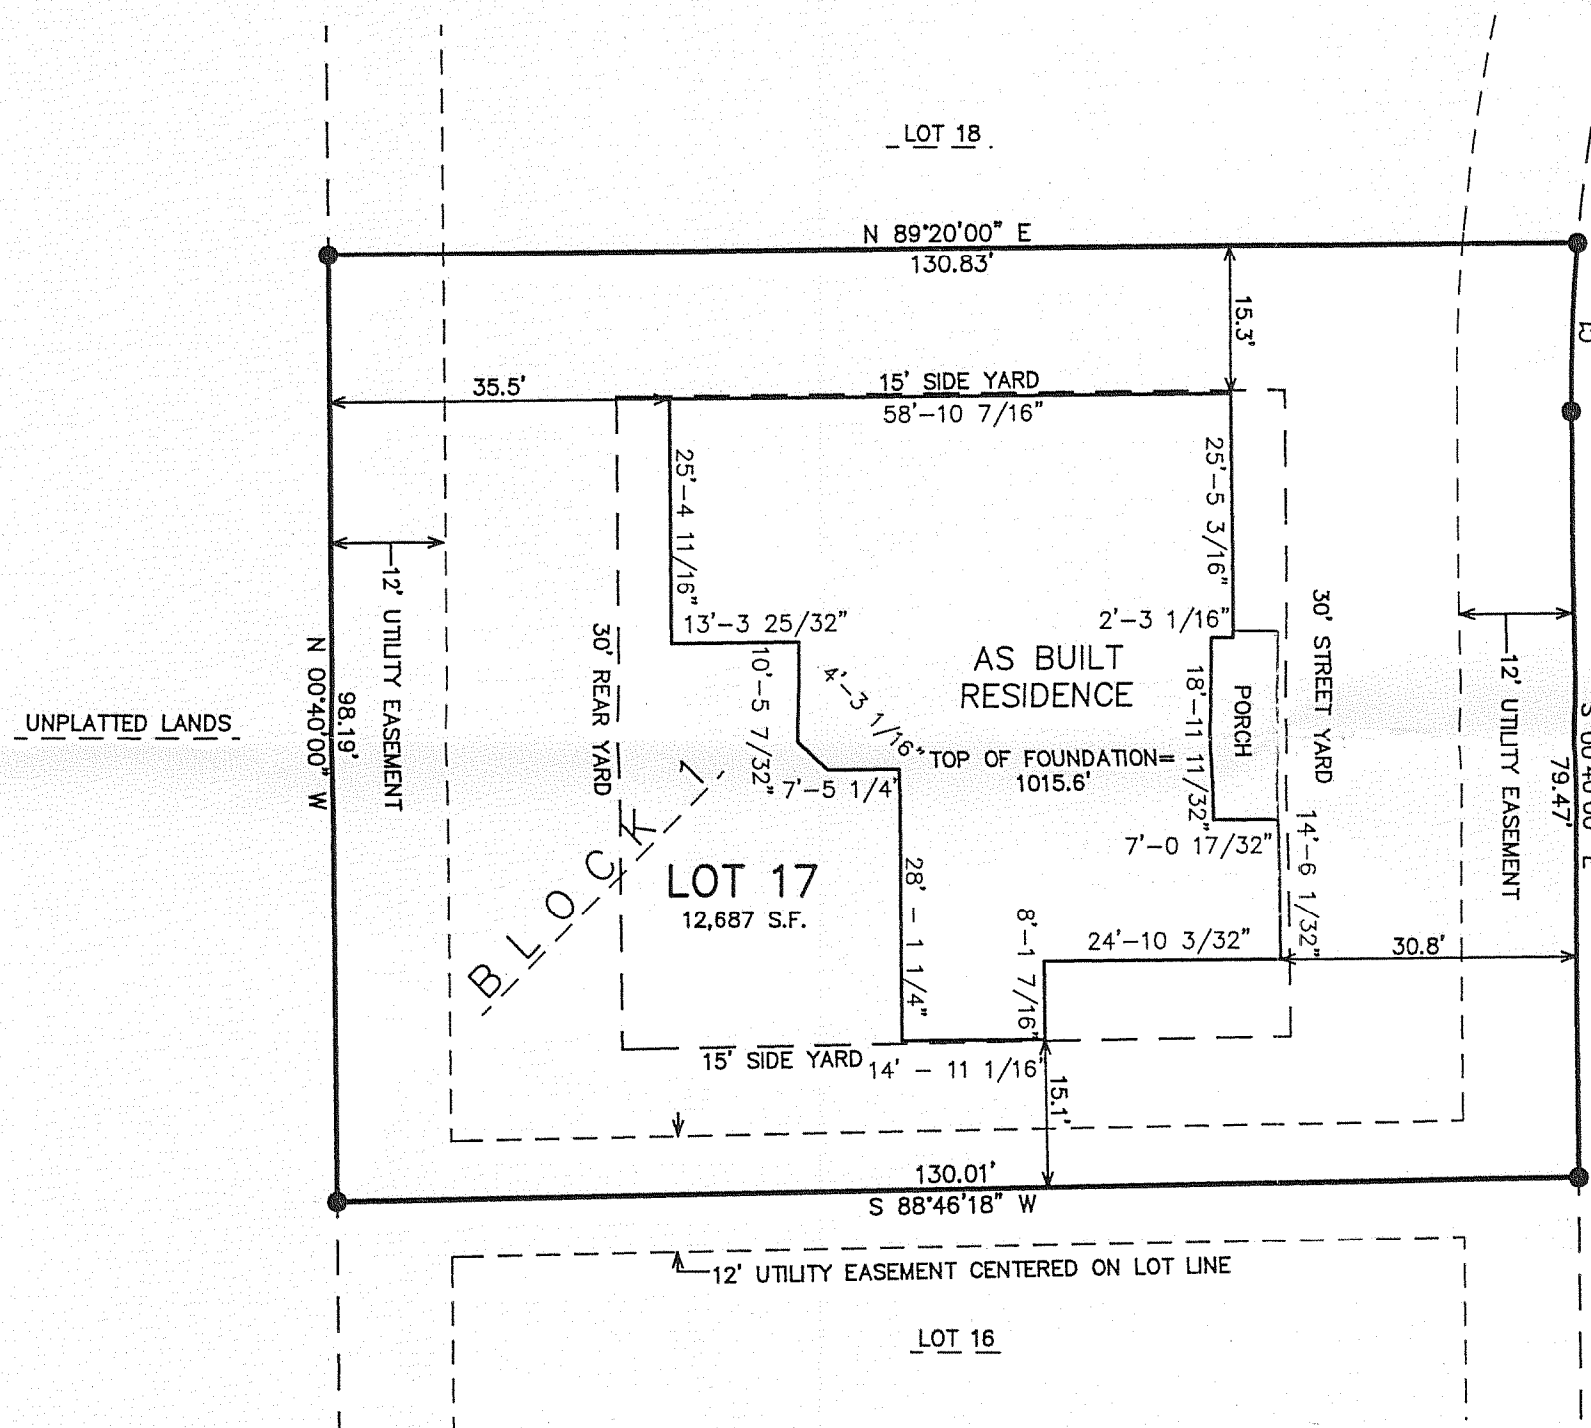 LOT 18
N 89°20'00" E
130.83'
15.3'
35.5'
15' SIDE YARD
58'-10 7/16"
25'-4 11/16"
25'-5 3/16"
12' UTILITY EASEMENT
13'-3 25/32"
2'-3 1/16"
30' REAR YARD
10'-5 7/32"
4'-3 1/16"
AS BUILT
RESIDENCE
18'-11 11/32"
PORCH
30' STREET YARD
12' UTILITY EASEMENT
79.47'
UNPLATTED LANDS
N 00°40'00" W
98.19'
TOP OF FOUNDATION=
1015.6'
7'-5 1/4'
7'-0 17/32"
14'-6 1/32"
BLOCK 1
LOT 17
12,687 S.F.
28' - 1 1/4"
8'-1 7/16"
24'-10 3/32"
30.8'
15' SIDE YARD
14' - 11 1/16'
15.1'
130.01'
S 88°46'18" W
12' UTILITY EASEMENT CENTERED ON LOT LINE
LOT 16